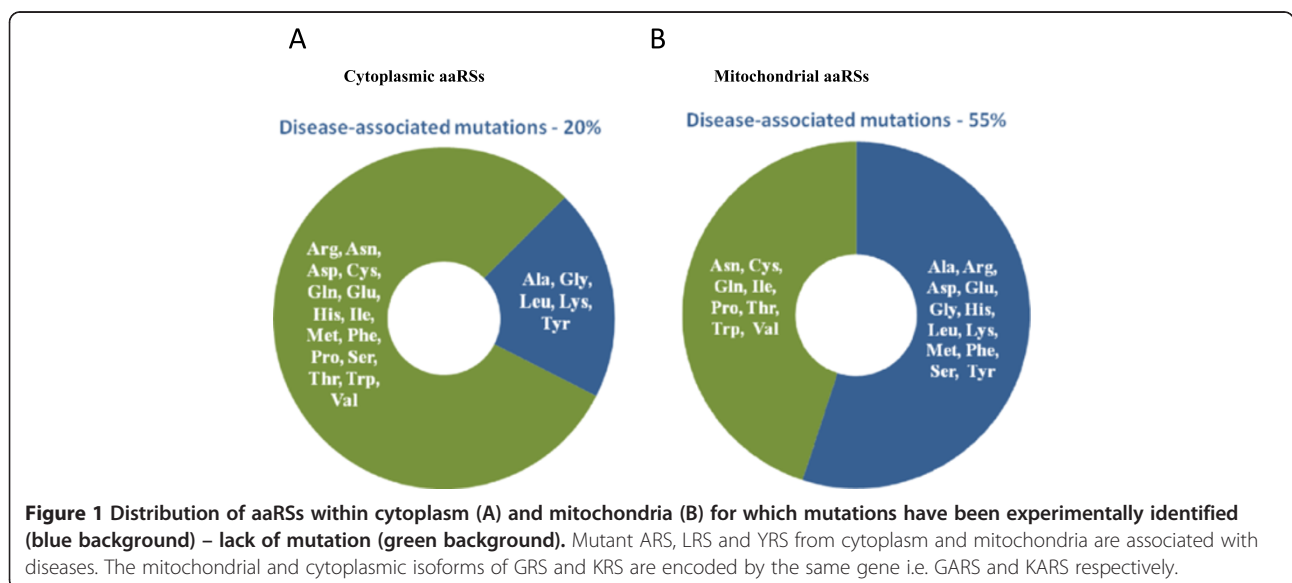 A
Cytoplasmic aaRSs
Disease-associated mutations - 20%
Arg, Asn,
Asp, Cys,
Gln, Glu,
His, Ile,
Met, Phe,
Pro, Ser,
Thr, Trp,
Val
Ala, Gly,
Leu, Lys,
Tyr
B
Mitochondrial aaRSs
Disease-associated mutations - 55%
Asn, Cys,
Gln, Ile,
Pro, Thr,
Trp, Val
Ala, Arg,
Asp, Glu,
Gly, His,
Leu, Lys,
Met, Phe,
Ser, Tyr
Figure 1 Distribution of aaRSs within cytoplasm (A) and mitochondria (B) for which mutations have been experimentally identified
(blue background) – lack of mutation (green background). Mutant ARS, LRS and YRS from cytoplasm and mitochondria are associated with
diseases. The mitochondrial and cytoplasmic isoforms of GRS and KRS are encoded by the same gene i.e. GARS and KARS respectively.